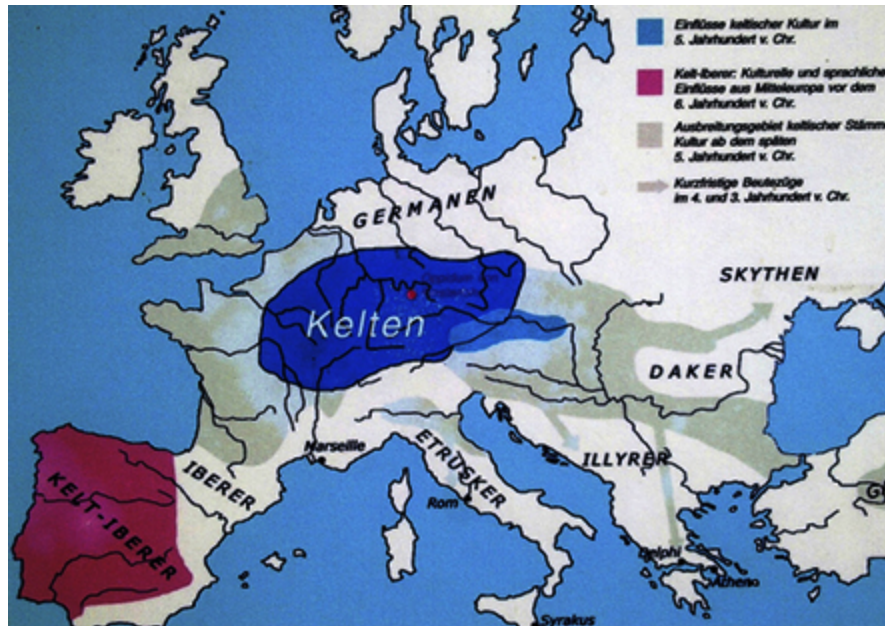 Einflüsse keltischer Kultur im
5. Jahrhundert v. Chr.
Kelt-Iberer: Kulturelle und sprachliche
Einflüsse aus Mitteleuropa vor dem
6. Jahrhundert v. Chr.
Ausbreitungsgebiet keltischer Stämm
Kultur ab dem späten
5. Jahrhundert v. Chr.
Kurzfristige Beutezüge
im 4. und 3. Jahrhundert v. Chr.
GERMANEN
SKYTHEN
Kelten
DAKER
Marseille
ETRUSKER
ILLYRER
IBERER
KELT-IBERER
Rom
G
Delphi
Athen
Syrakus